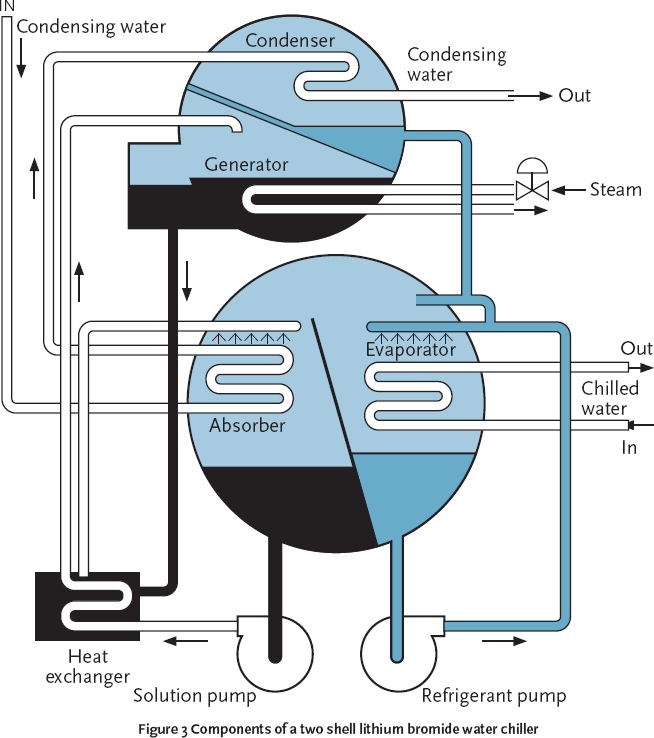 IN
Condensing water
Condenser
Condensing
water
Out
Generator
Steam
Evaporator
Out
Chilled
water
In
Absorber
Heat
exchanger
Solution pump
Refrigerant pump
Figure 3 Components of a two shell lithium bromide water chiller